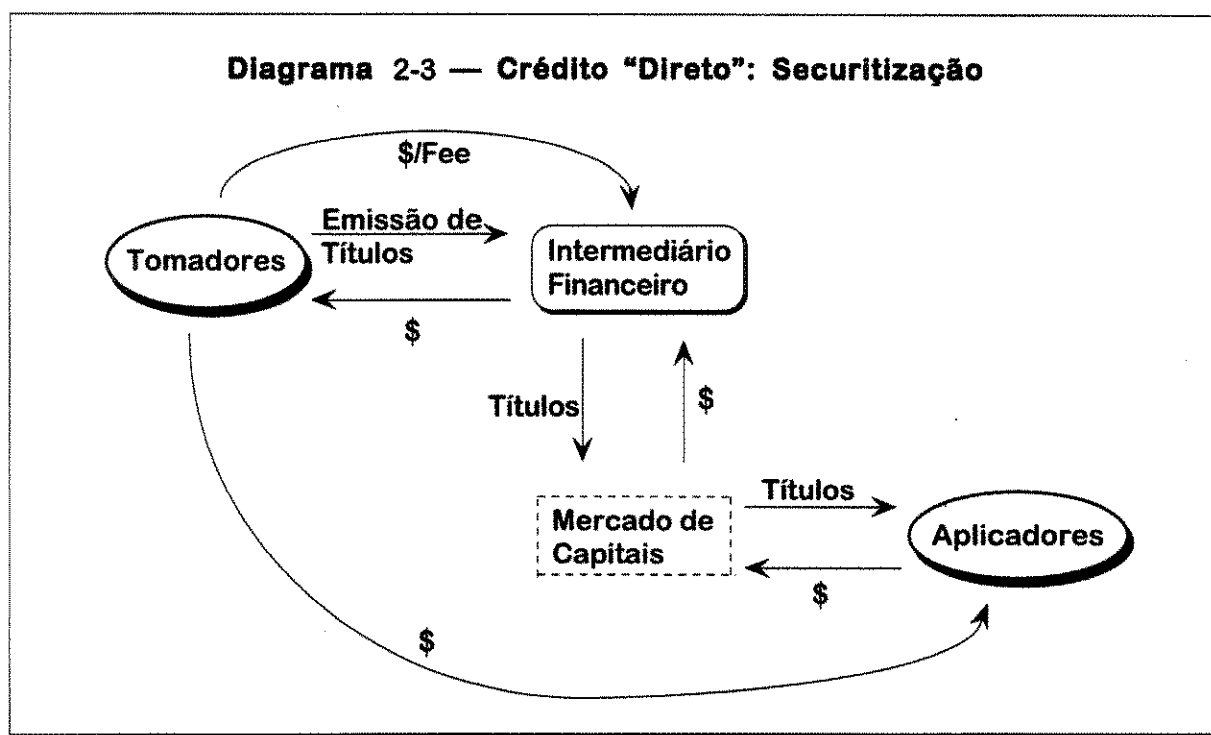 Diagrama 2-3 — Crédito “Direto”: Securitização
$/Fee
Emissão de
Títulos
Tomadores
Intermediário
Financeiro
$
Títulos
$
Títulos
Mercado de
Capitais
Aplicadores
$
$